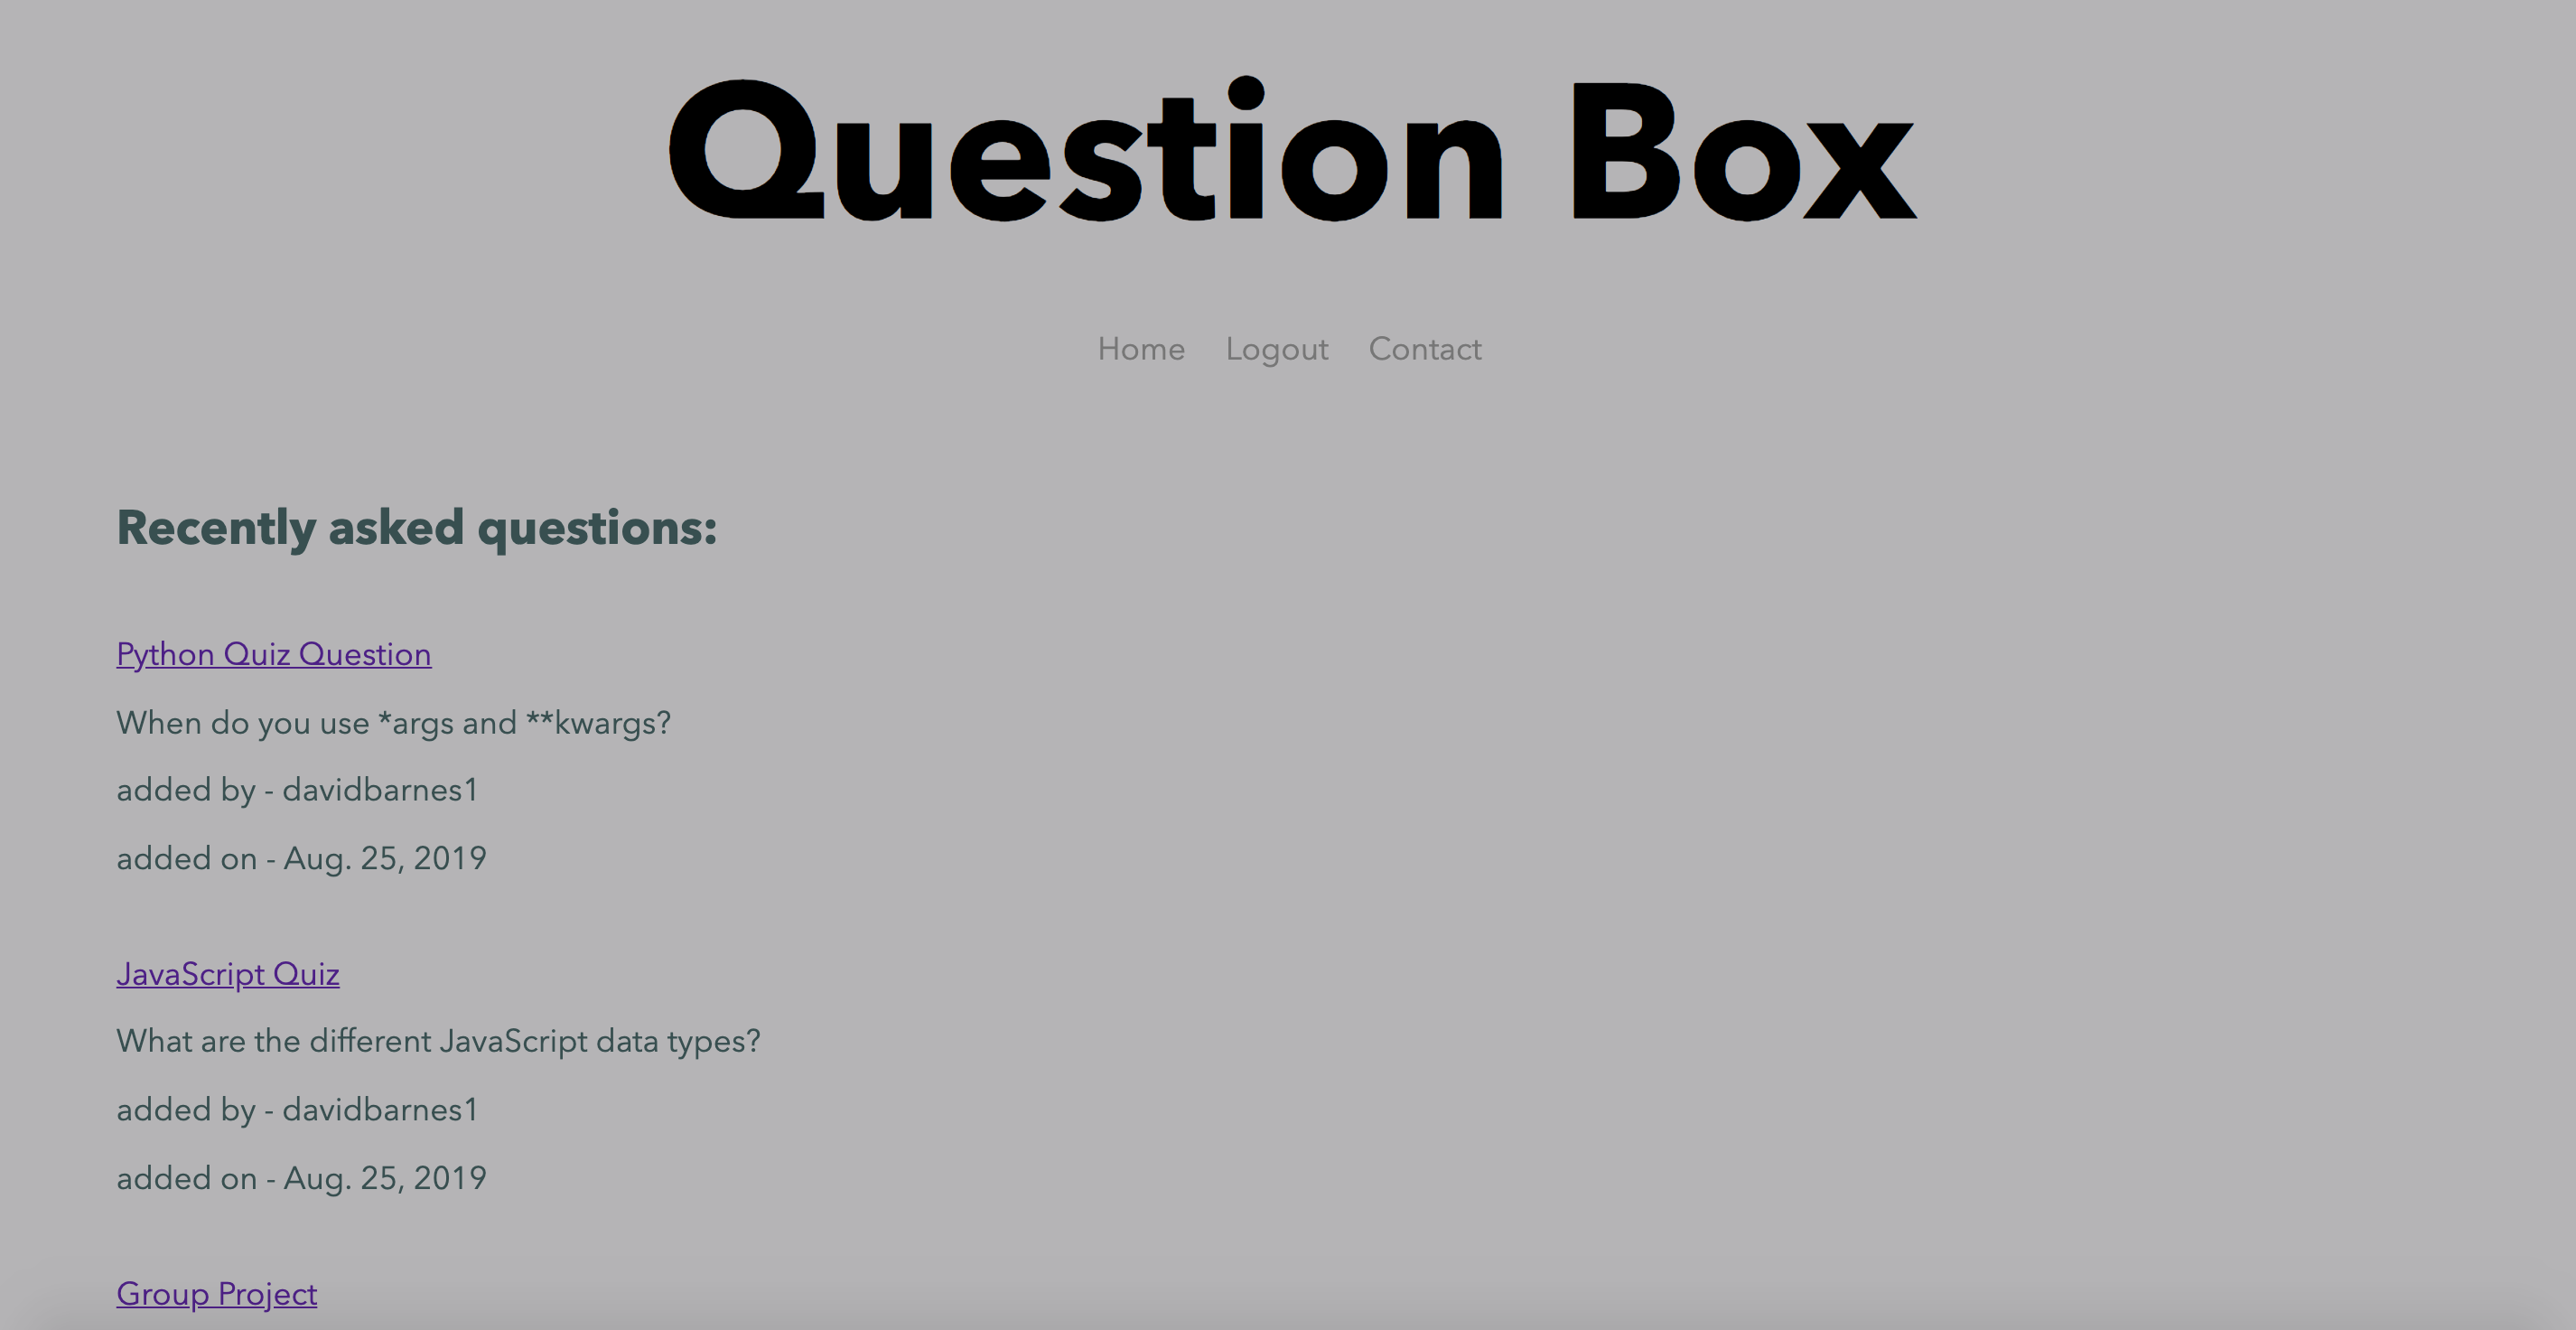 Question Box
Home Logout Contact
Recently asked questions:
Python Quiz Question
When do you use *args and **kwargs?
added by - davidbarnes1
added on - Aug. 25, 2019
JavaScript Quiz
What are the different JavaScript data types?
added by - davidbarnes1
added on - Aug. 25, 2019
Group Project